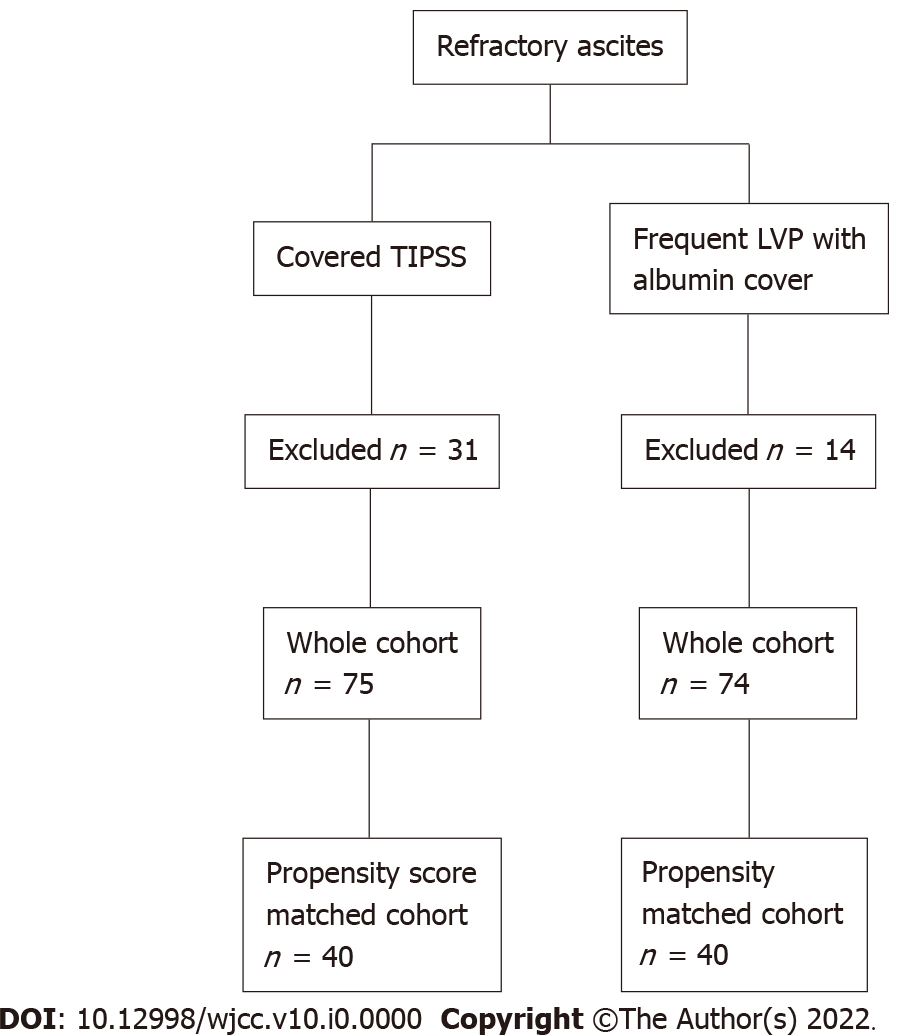 Refractory ascites
Covered TIPSS
Frequent LVP with
albumin cover
Excluded n = 31
Excluded n = 14
Whole cohort
n = 75
Whole cohort
n = 74
Propensity score
matched cohort
n = 40
Propensity
matched cohort
n = 40
DOI: 10.12998/wjcc.v10.i0.0000 Copyright ©The Author(s) 2022.